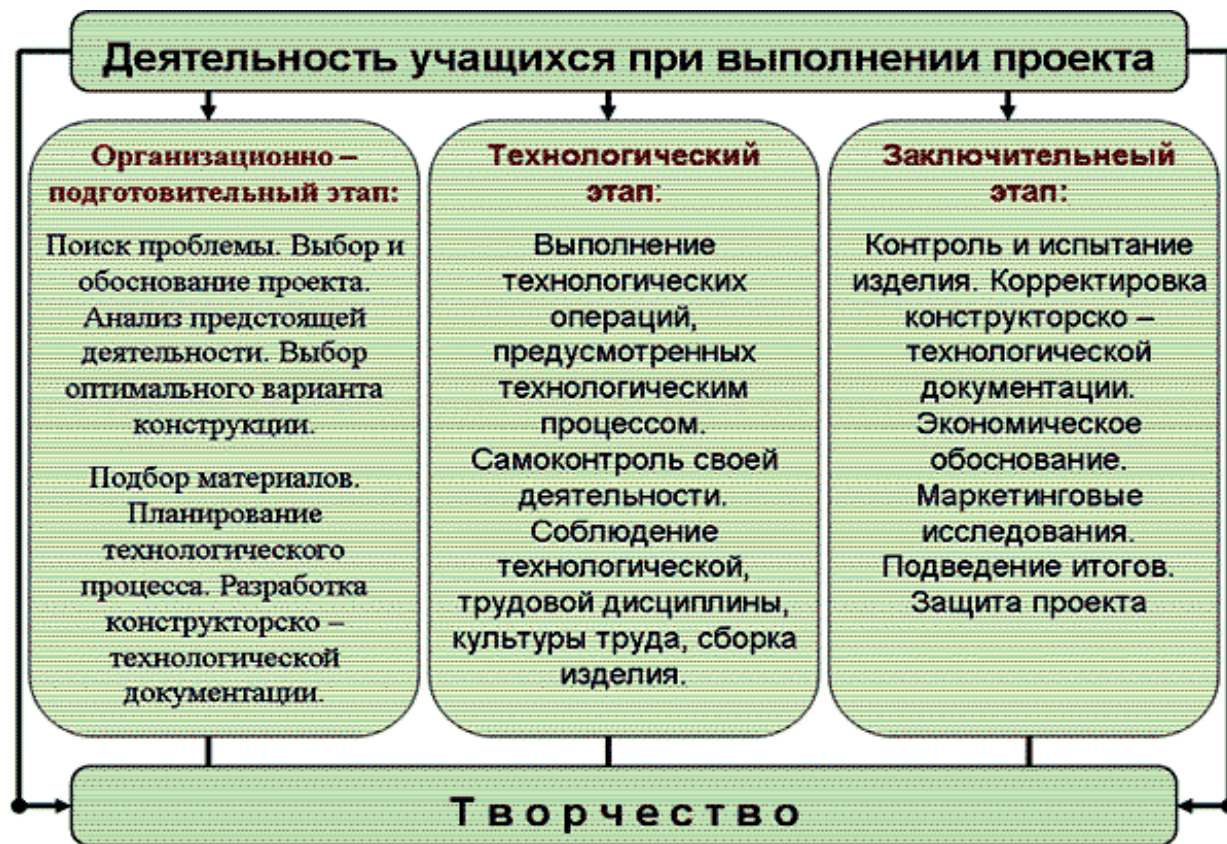 Деятельность учащихся при выполнении проекта
Организационно –
подготовительный этап:
Поиск проблемы. Выбор и
обоснование проекта.
Анализ предстоящей
деятельности. Выбор
оптимального варианта
конструкции.
Подбор материалов.
Планирование
технологического
процесса. Разработка
конструкторско –
технологической
документации.
Технологический
этап:
Выполнение
технологических
операций,
предусмотренных
технологическим
процессом.
Самоконтроль своей
деятельности.
Соблюдение
технологической,
трудовой дисциплины,
культуры труда, сборка
изделия.
Заключительнеый
этап:
Контроль и испытание
изделия. Корректировка
конструкторско –
технологической
документации.
Экономическое
обоснование.
Маркетинговые
исследования.
Подведение итогов.
Защита проекта
Творчество